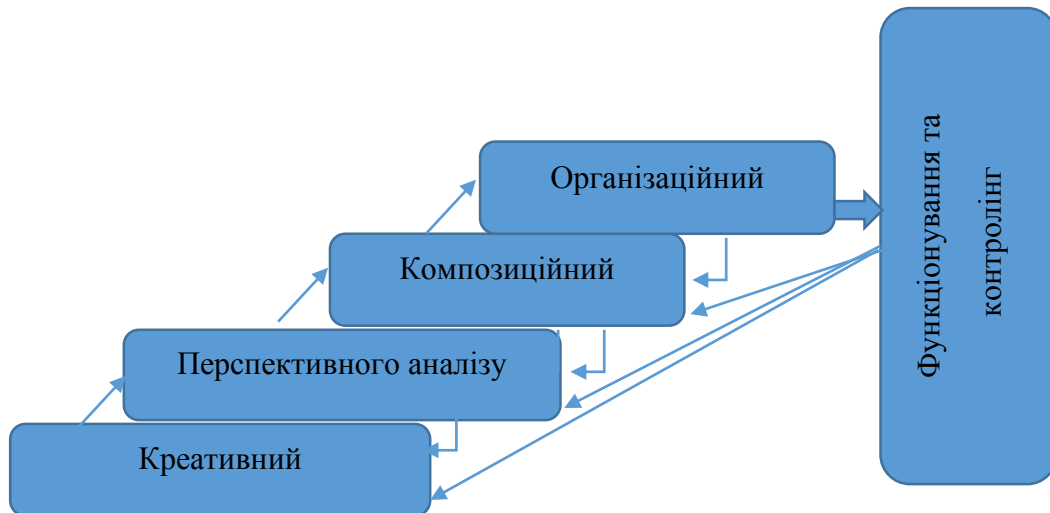 Організаційний
Композиційний
Перспективного аналізу
Креативний
Функціонування та
контролінг